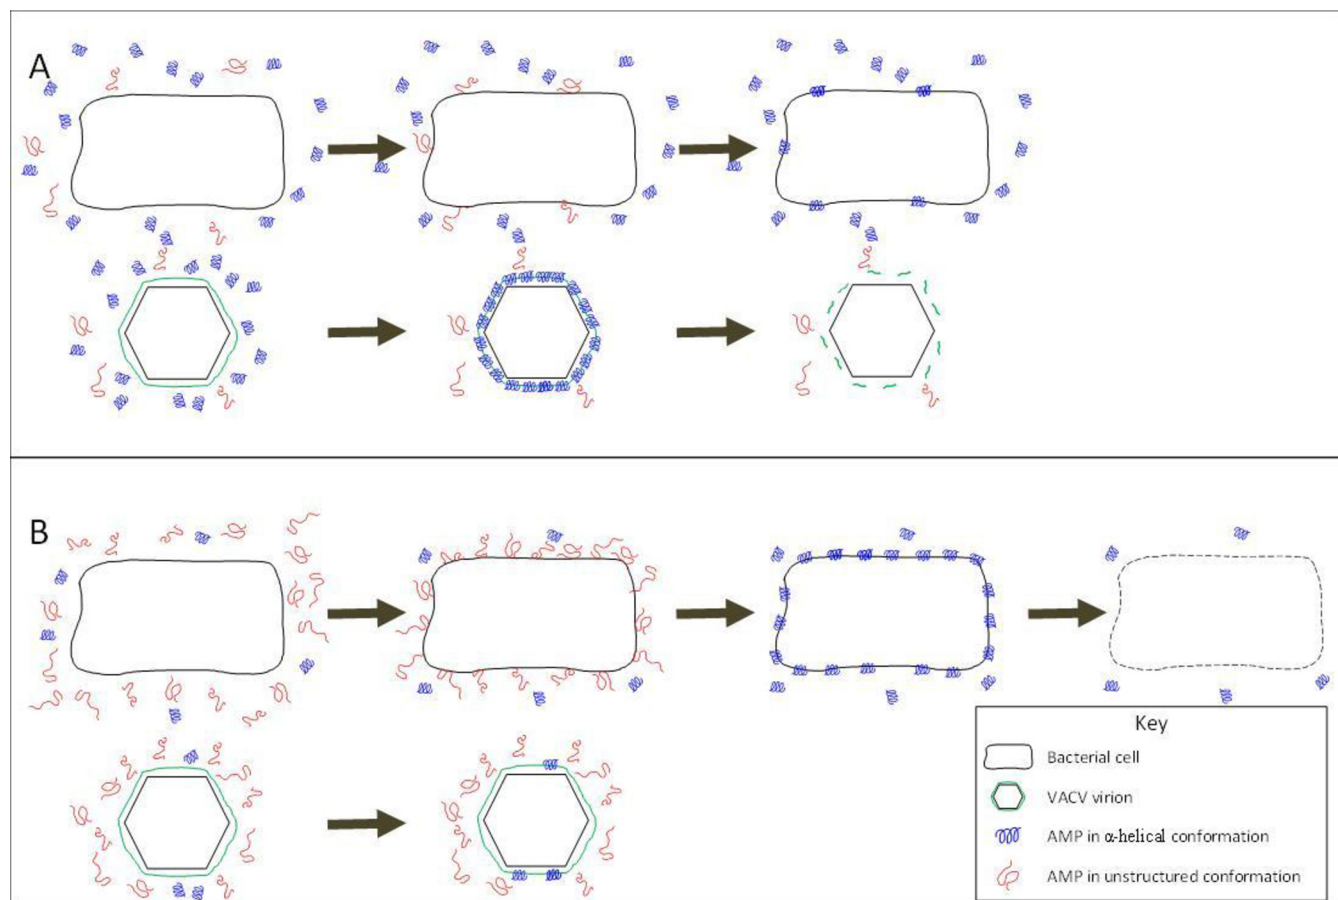 A
B
Key
Bacterial cell
VACV virion
AMP in α-helical conformation
AMP in unstructured conformation